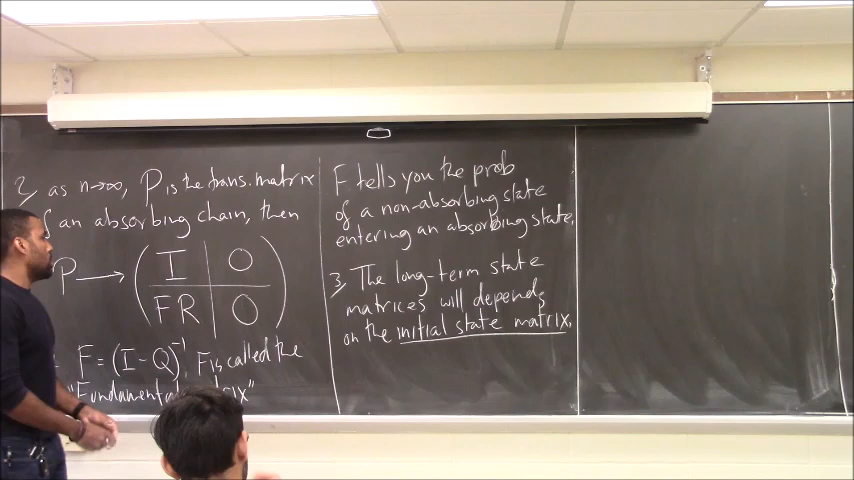 2, as n→∞, P is the trans. matrix
an absorbing chain, then
P → ( I | 0
FR | 0 )
F = (I - Q)⁻¹. F is called the
"Fundamental
F tells you the prob
of a non-absorbing state
entering an absorbing state.
3, The long-term state
matrices will depends
on the initial state matrix.